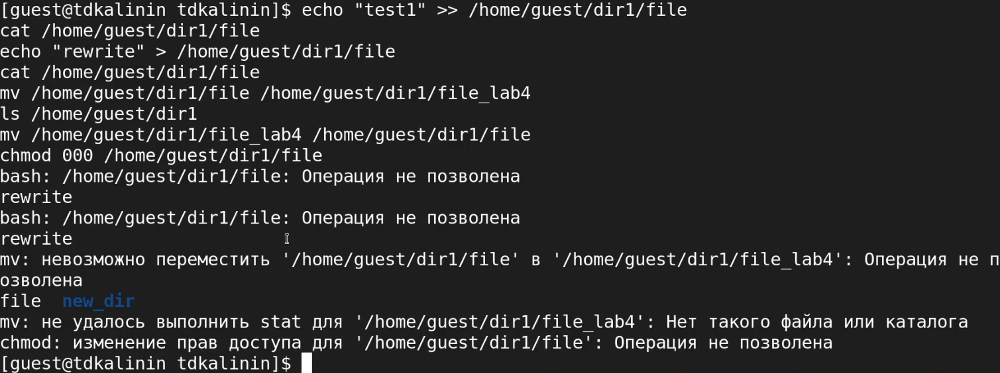 [guest@tdkalinin tdkalinin]$ echo "test1" >> /home/guest/dir1/file
cat /home/guest/dir1/file
echo "rewrite" > /home/guest/dir1/file
cat /home/guest/dir1/file
mv /home/guest/dir1/file /home/guest/dir1/file_lab4
ls /home/guest/dir1
mv /home/guest/dir1/file_lab4 /home/guest/dir1/file
chmod 000 /home/guest/dir1/file
bash: /home/guest/dir1/file: Операция не позволена
rewrite
bash: /home/guest/dir1/file: Операция не позволена
rewrite
mv: невозможно переместить '/home/guest/dir1/file' в '/home/guest/dir1/file_lab4': Операция не п
озволена
file  new_dir
mv: не удалось выполнить stat для '/home/guest/dir1/file_lab4': Нет такого файла или каталога
chmod: изменение прав доступа для '/home/guest/dir1/file': Операция не позволена
[guest@tdkalinin tdkalinin]$